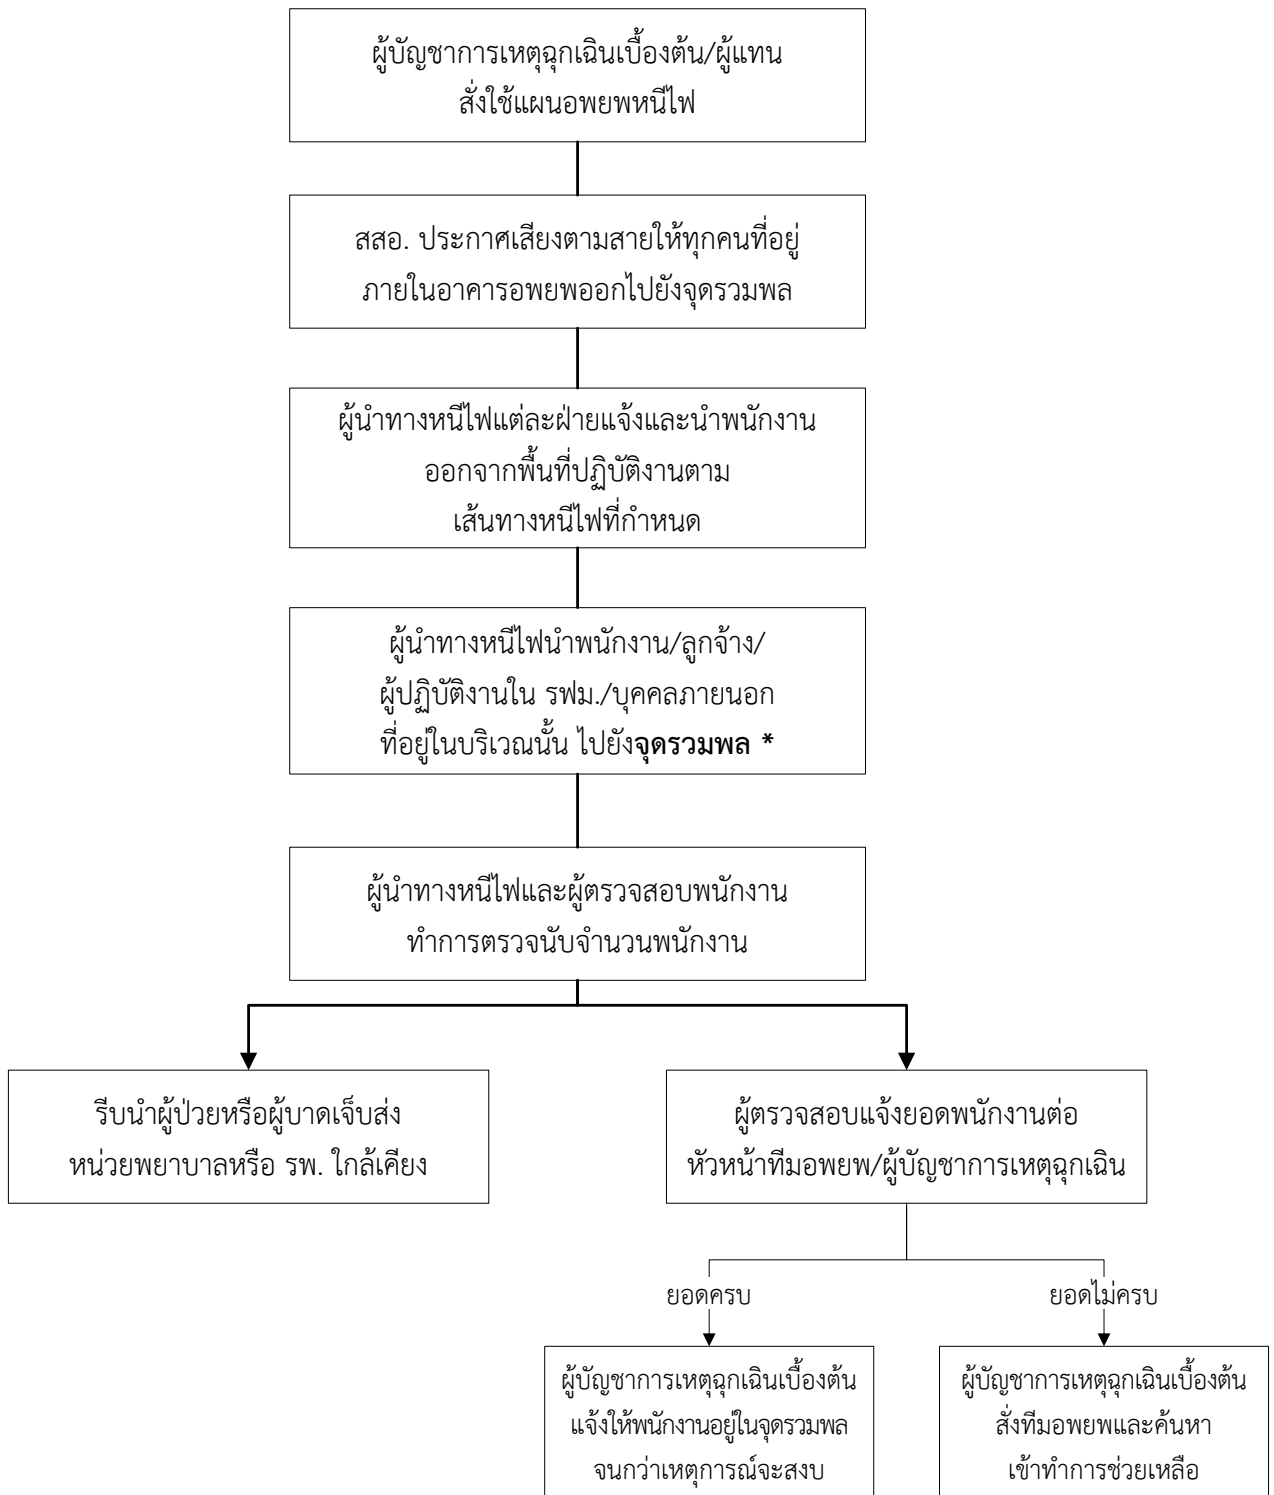 ผู้บัญชาการเหตุฉุกเฉินเบื้องต้น/ผู้แทน
สั่งใช้แผนอพยพหนีไฟ
สสอ. ประกาศเสียงตามสายให้ทุกคนที่อยู่
ภายในอาคารอพยพออกไปยังจุดรวมพล
ผู้นำทางหนีไฟแต่ละฝ่ายแจ้งและนำพนักงาน
ออกจากพื้นที่ปฏิบัติงานตาม
เส้นทางหนีไฟที่กำหนด
ผู้นำทางหนีไฟนำพนักงาน/ลูกจ้าง/
ผู้ปฏิบัติงานใน รฟม./บุคคลภายนอก
ที่อยู่ในบริเวณนั้น ไปยังจุดรวมพล *
ผู้นำทางหนีไฟและผู้ตรวจสอบพนักงาน
ทำการตรวจนับจำนวนพนักงาน
รีบนำผู้ป่วยหรือผู้บาดเจ็บส่ง
หน่วยพยาบาลหรือ รพ. ใกล้เคียง
ผู้ตรวจสอบแจ้งยอดพนักงานต่อ
หัวหน้าทีมอพยพ/ผู้บัญชาการเหตุฉุกเฉิน
ยอดครบ
ยอดไม่ครบ
ผู้บัญชาการเหตุฉุกเฉินเบื้องต้น
แจ้งให้พนักงานอยู่ในจุดรวมพล
จนกว่าเหตุการณ์จะสงบ
ผู้บัญชาการเหตุฉุกเฉินเบื้องต้น
สั่งทีมอพยพและค้นหา
เข้าทำการช่วยเหลือ